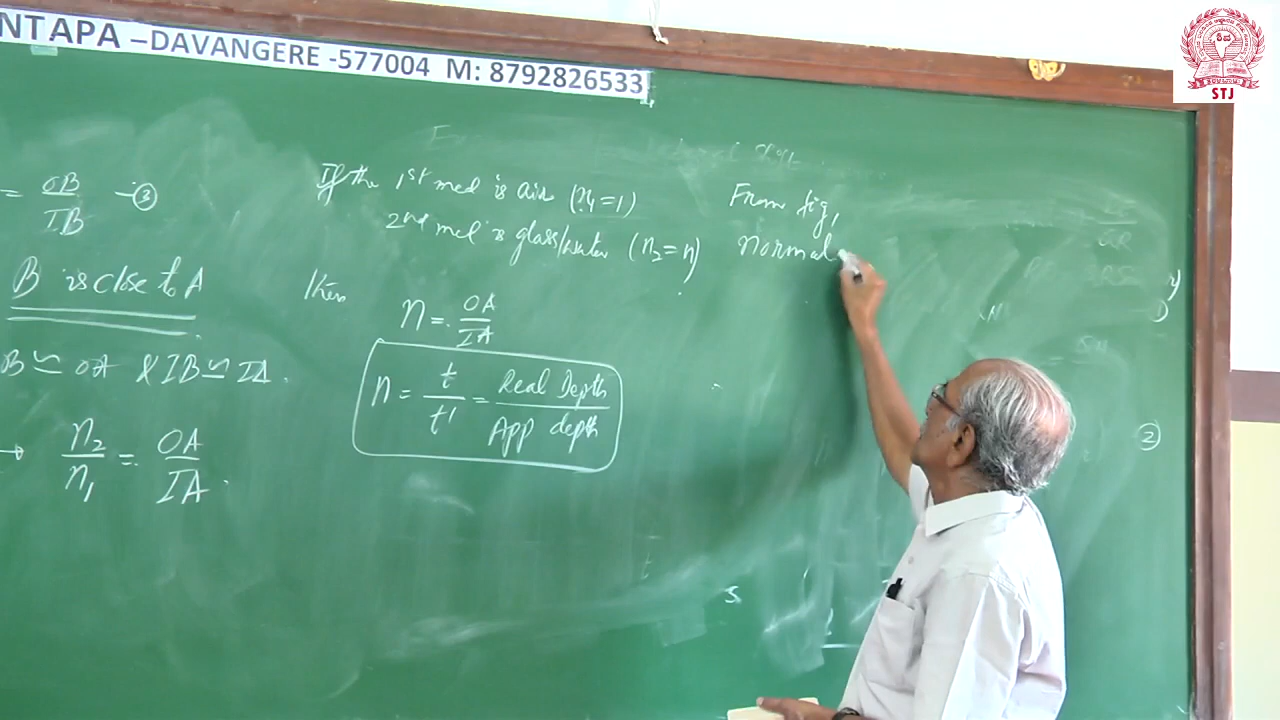 NTAPA –DAVANGERE -577004 M: 8792826533
STJ
= OB/IB – ③
B is close to A
B ≃ OA & IB ≃ IA.
→ n₂/n₁ = OA/IA.
If the 1st med is air (n₁=1)
2nd med is glass/water (n₂=n)
then
n = OA/IA
n = t/t' = Real Depth/App depth
From fig,
normal
②
S